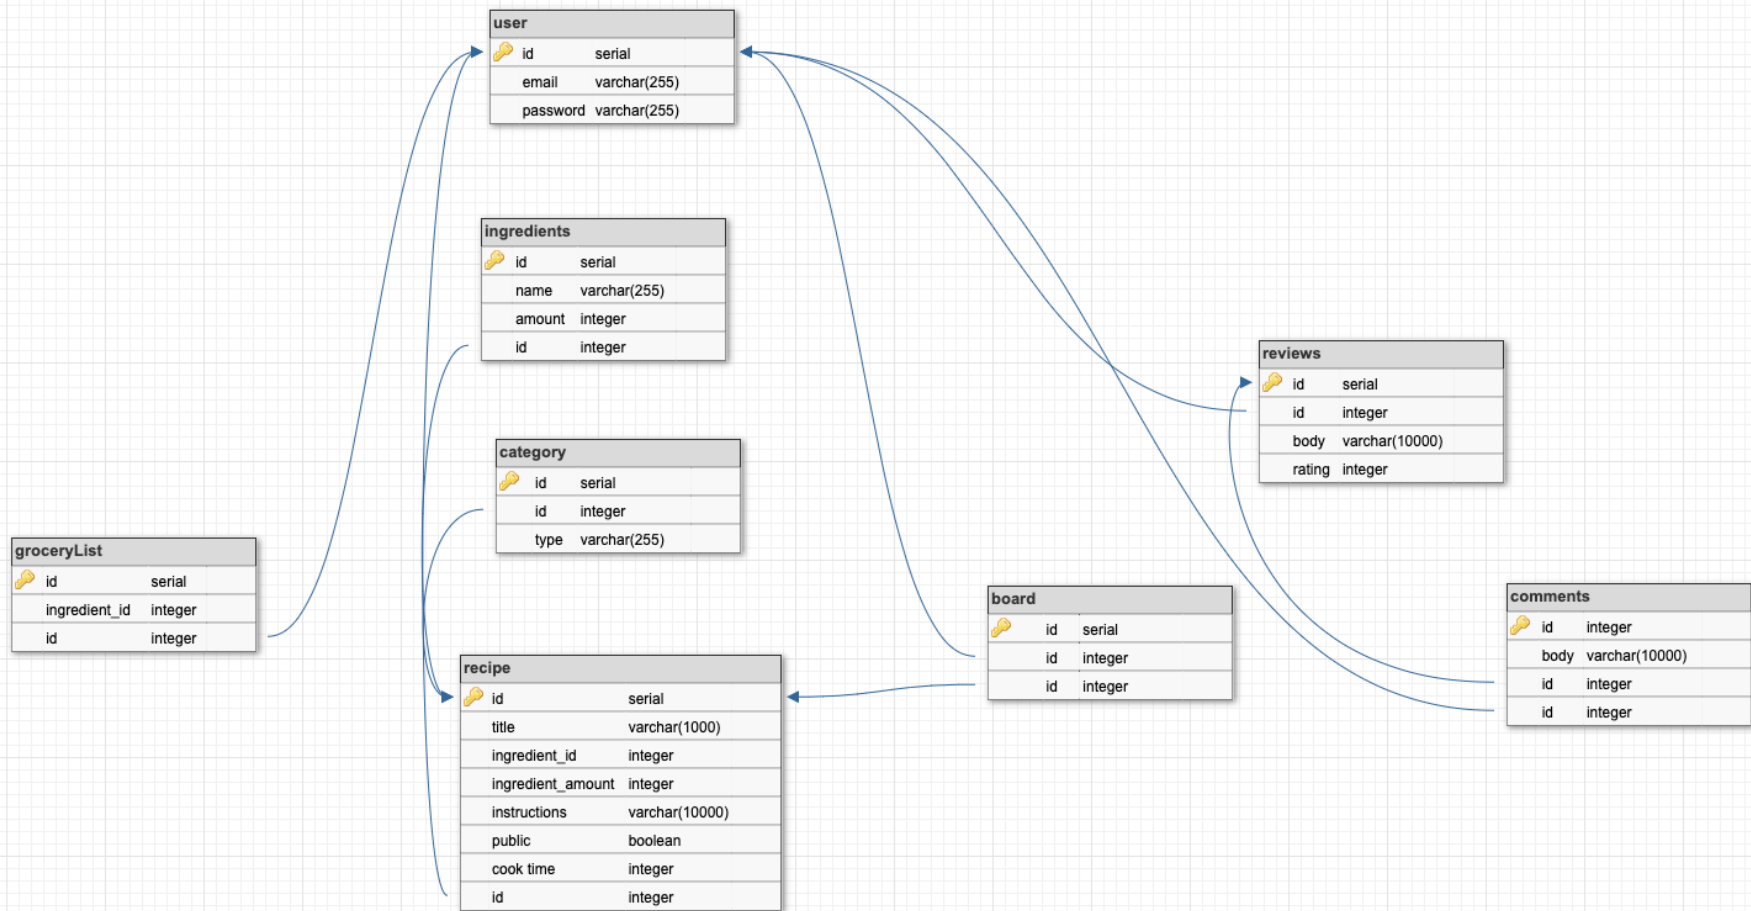 user
id serial
email varchar(255)
password varchar(255)
ingredients
id serial
name varchar(255)
amount integer
id integer
category
id serial
id integer
type varchar(255)
groceryList
id serial
ingredient_id integer
id integer
recipe
id serial
title varchar(1000)
ingredient_id integer
ingredient_amount integer
instructions varchar(10000)
public boolean
cook time integer
id integer
board
id serial
id integer
id integer
reviews
id serial
id integer
body varchar(10000)
rating integer
comments
id integer
body varchar(10000)
id integer
id integer